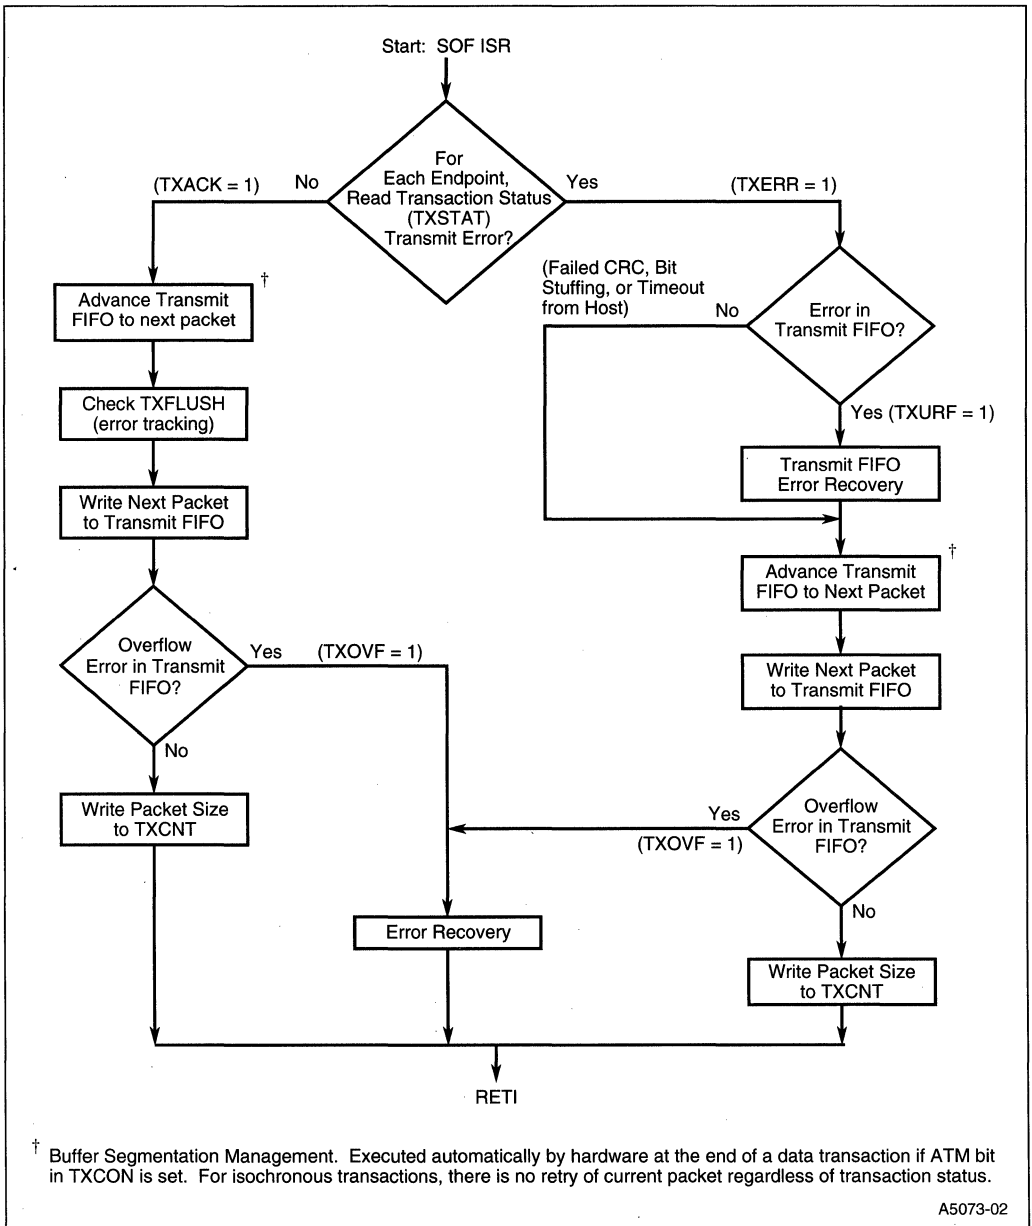 Start: SOF ISR
For
Each Endpoint,
Read Transaction Status
(TXSTAT)
Transmit Error?
(TXACK = 1) No
Yes (TXERR = 1)
†
Advance Transmit
FIFO to next packet
Check TXFLUSH
(error tracking)
Write Next Packet
to Transmit FIFO
Overflow
Error in Transmit
FIFO?
Yes (TXOVF = 1)
No
Write Packet Size
to TXCNT
(Failed CRC, Bit
Stuffing, or Timeout
from Host)
No
Error in
Transmit FIFO?
Yes (TXURF = 1)
Transmit FIFO
Error Recovery
†
Advance Transmit
FIFO to Next Packet
Write Next Packet
to Transmit FIFO
Overflow
Error in Transmit
FIFO?
Yes
(TXOVF = 1)
No
Error Recovery
Write Packet Size
to TXCNT
RETI
† Buffer Segmentation Management. Executed automatically by hardware at the end of a data transaction if ATM bit
in TXCON is set. For isochronous transactions, there is no retry of current packet regardless of transaction status.
A5073-02